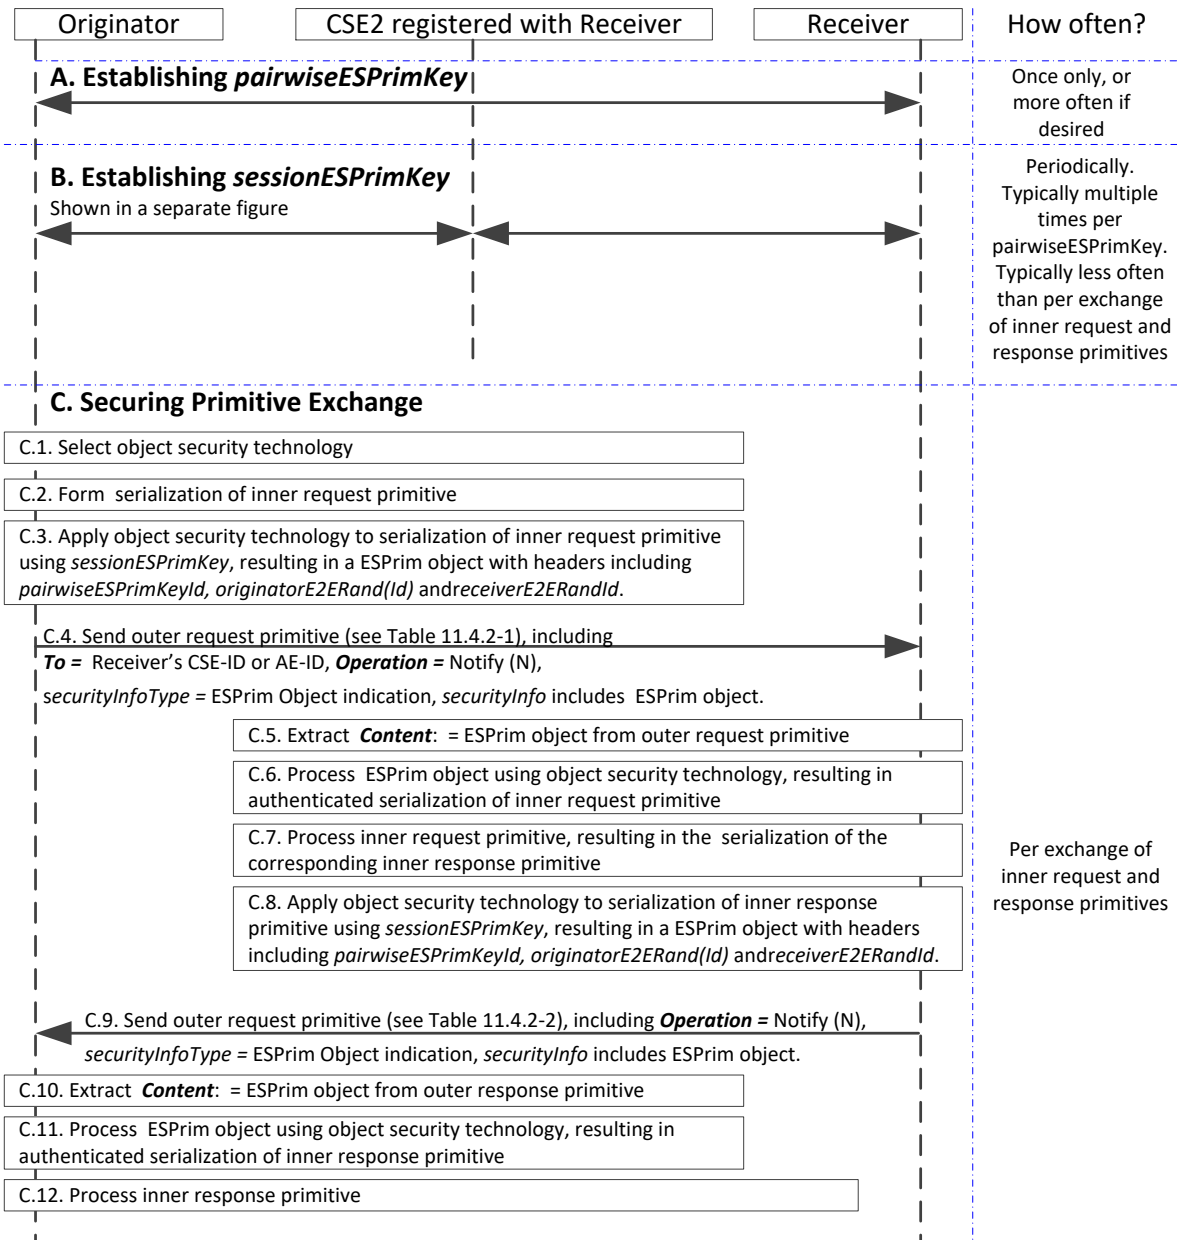 Originator
CSE2 registered with Receiver
Receiver
How often?
A. Establishing pairwiseESPrimKey
Once only, or
more often if
desired
B. Establishing sessionESPrimKey
Shown in a separate figure
Periodically.
Typically multiple
times per
pairwiseESPrimKey.
Typically less often
than per exchange
of inner request and
response primitives
C. Securing Primitive Exchange
C.1. Select object security technology
C.2. Form  serialization of inner request primitive
C.3. Apply object security technology to serialization of inner request primitive
using sessionESPrimKey, resulting in a ESPrim object with headers including
pairwiseESPrimKeyId, originatorE2ERand(Id) andreceiverE2ERandId.
C.4. Send outer request primitive (see Table 11.4.2-1), including
To =  Receiver’s CSE-ID or AE-ID, Operation = Notify (N),
securityInfoType = ESPrim Object indication, securityInfo includes  ESPrim object.
C.5. Extract  Content:  = ESPrim object from outer request primitive
C.6. Process  ESPrim object using object security technology, resulting in
authenticated serialization of inner request primitive
C.7. Process inner request primitive, resulting in the  serialization of the
corresponding inner response primitive
C.8. Apply object security technology to serialization of inner response
primitive using sessionESPrimKey, resulting in a ESPrim object with headers
including pairwiseESPrimKeyId, originatorE2ERand(Id) andreceiverE2ERandId.
Per exchange of
inner request and
response primitives
C.9. Send outer request primitive (see Table 11.4.2-2), including Operation = Notify (N),
securityInfoType = ESPrim Object indication, securityInfo includes ESPrim object.
C.10. Extract  Content:  = ESPrim object from outer response primitive
C.11. Process  ESPrim object using object security technology, resulting in
authenticated serialization of inner response primitive
C.12. Process inner response primitive